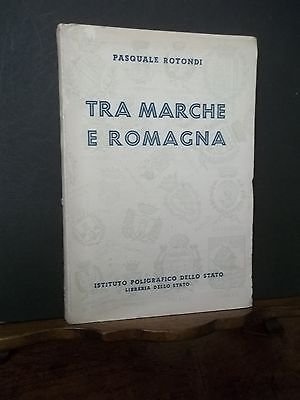 PASQUALE ROTONDI
TRA MARCHE
E ROMAGNA
ISTITUTO POLIGRAFICO DELLO STATO
LIBRERIA DELLO STATO